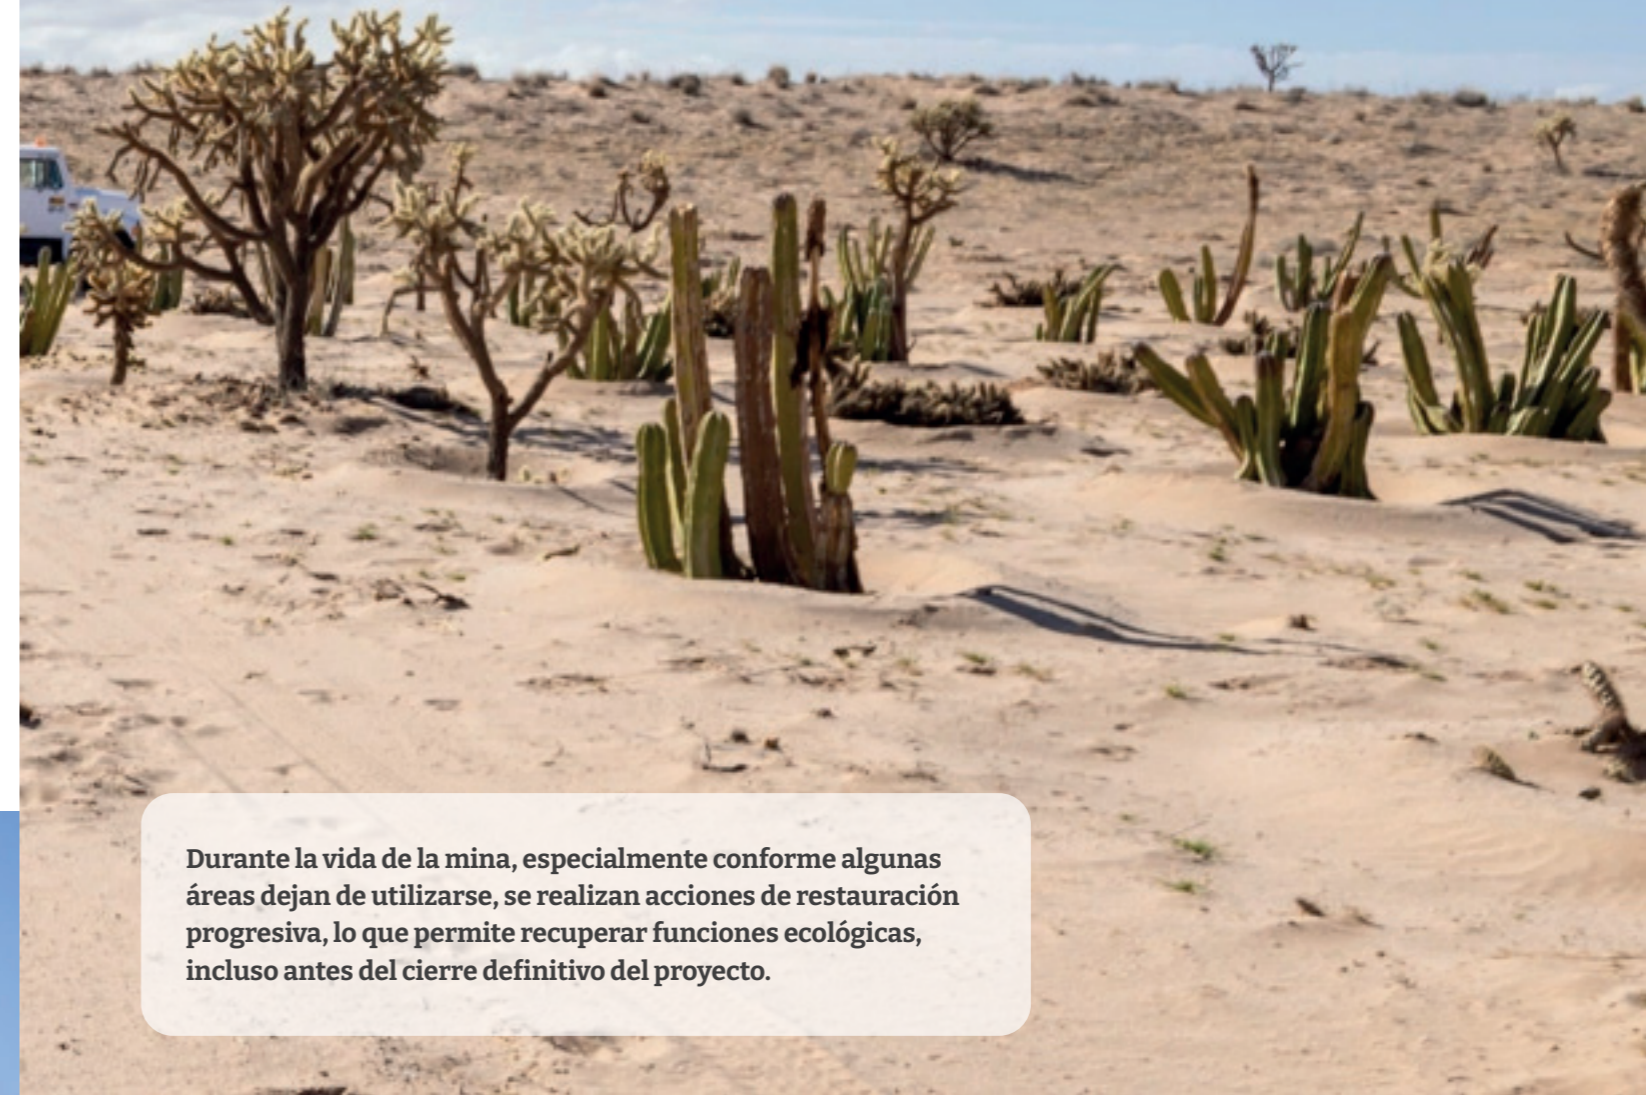 Durante la vida de la mina, especialmente conforme algunas
áreas dejan de utilizarse, se realizan acciones de restauración
progresiva, lo que permite recuperar funciones ecológicas,
incluso antes del cierre definitivo del proyecto.